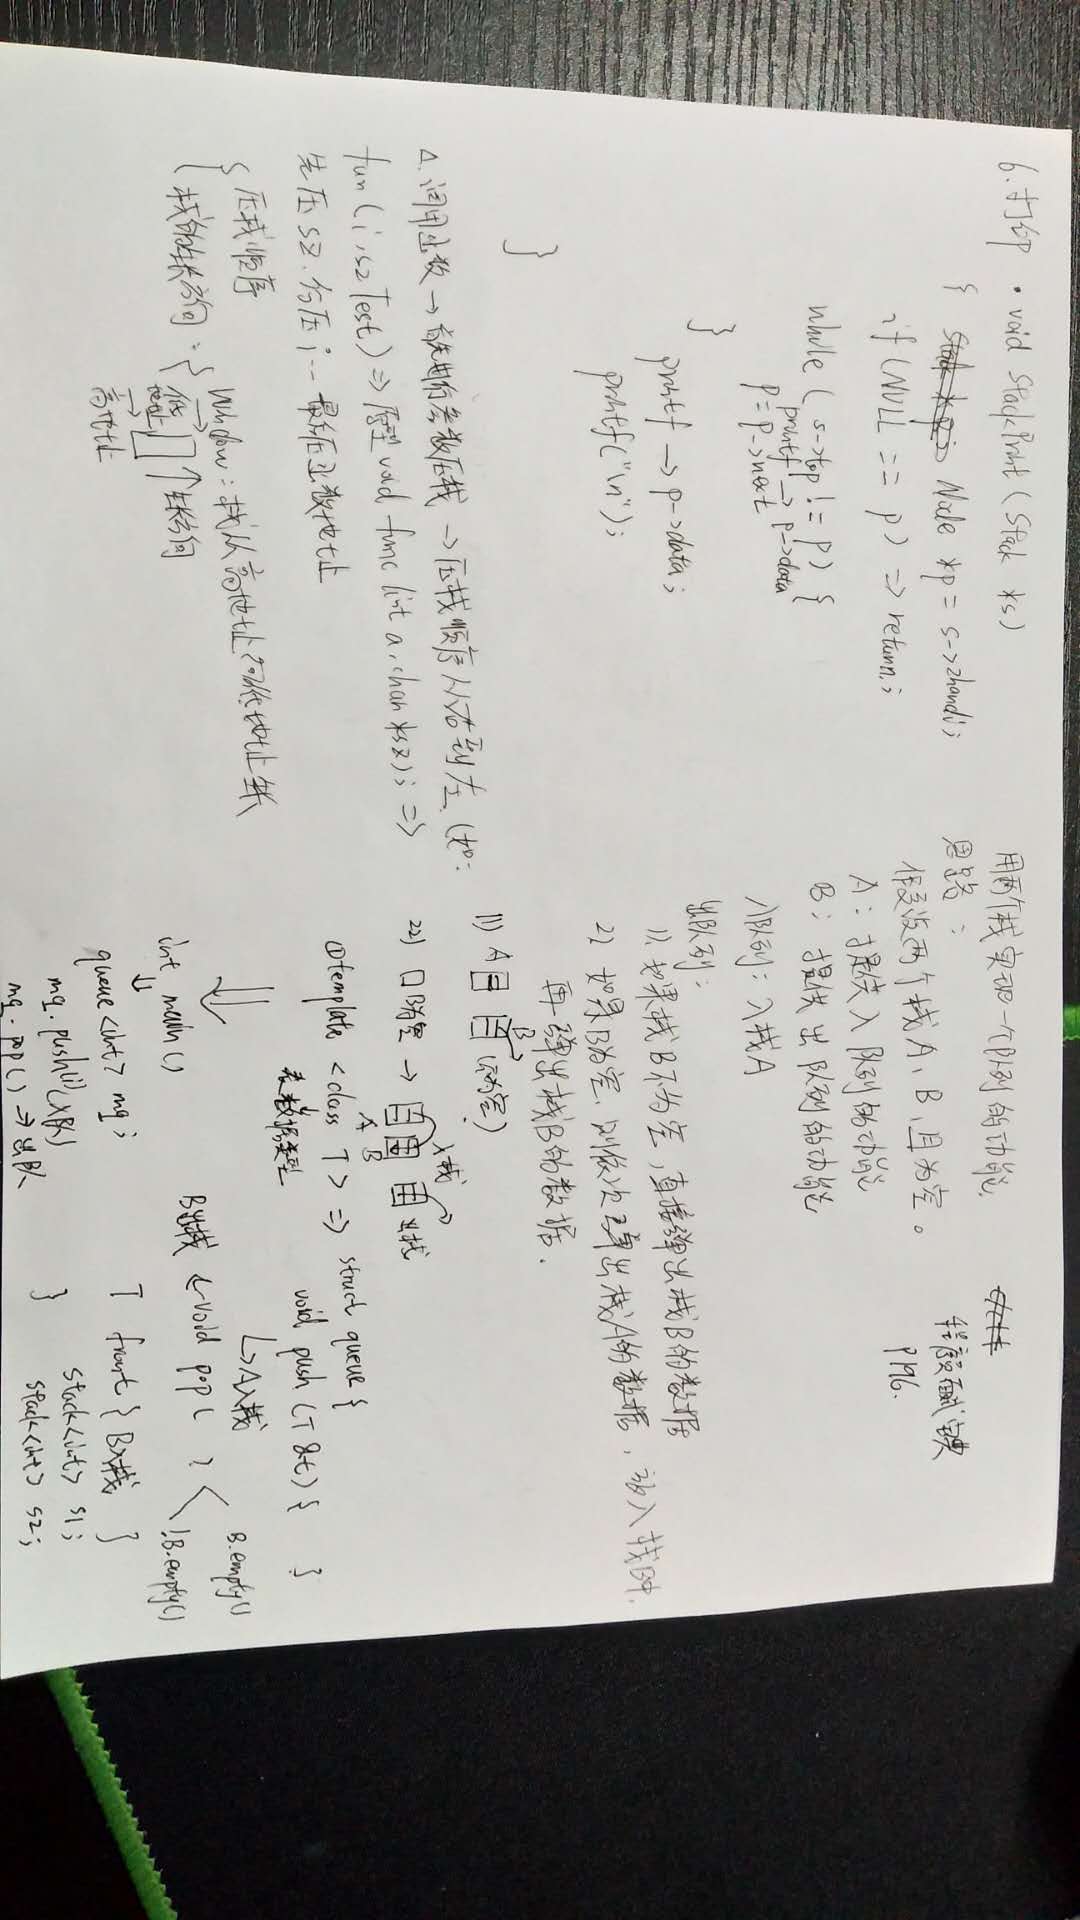 6. 打印 · void StackPrint (Stack *s)
{ Node *p = s->zhandi;
if (NULL == p) => return;
while ( s->top != p) {
printf -> p->data
p = p->next
}
printf -> p->data;
printf("\n");
}
△. 调用函数 → 首先进行参数压栈 → 压栈顺序从右到左 (如:
fun (i, szTest) => 原型 void func (int a, char *sz); =>
先压 sz. 后压 i ... 最后压函数地址
{ 压栈顺序
栈的生长方向 : { Window : 栈从高地址向低地址生长
低地址 ↑生长方向
高地址
用两个栈实现一个队列的功能.
思路 :
假设两个栈 A、B, 且为空。
A : 提供入队列的功能
B : 提供出队列的功能
入队列 : 入栈A
出队列 :
1). 如果栈B不为空, 直接弹出栈B的数据
2) 如果B为空, 则依次弹出栈A的数据, 放入栈B中.
再弹出栈B的数据.
B
1) A (不为空)
入栈
2) B为空 → 出栈
A B
① template <class T> => struct queue {
表数据类型
void push (T &t) { }
↳ A入栈
B出栈 ← void pop ( ) < B.empty()
!B.empty()
T front { B入栈 }
stack<int> s1;
stack<int> s2;
}
int main ()
↓
queue <int> mq ;
mq. push(i) (入队)
mq. pop() → 出队
程序员面试宝典
P196.